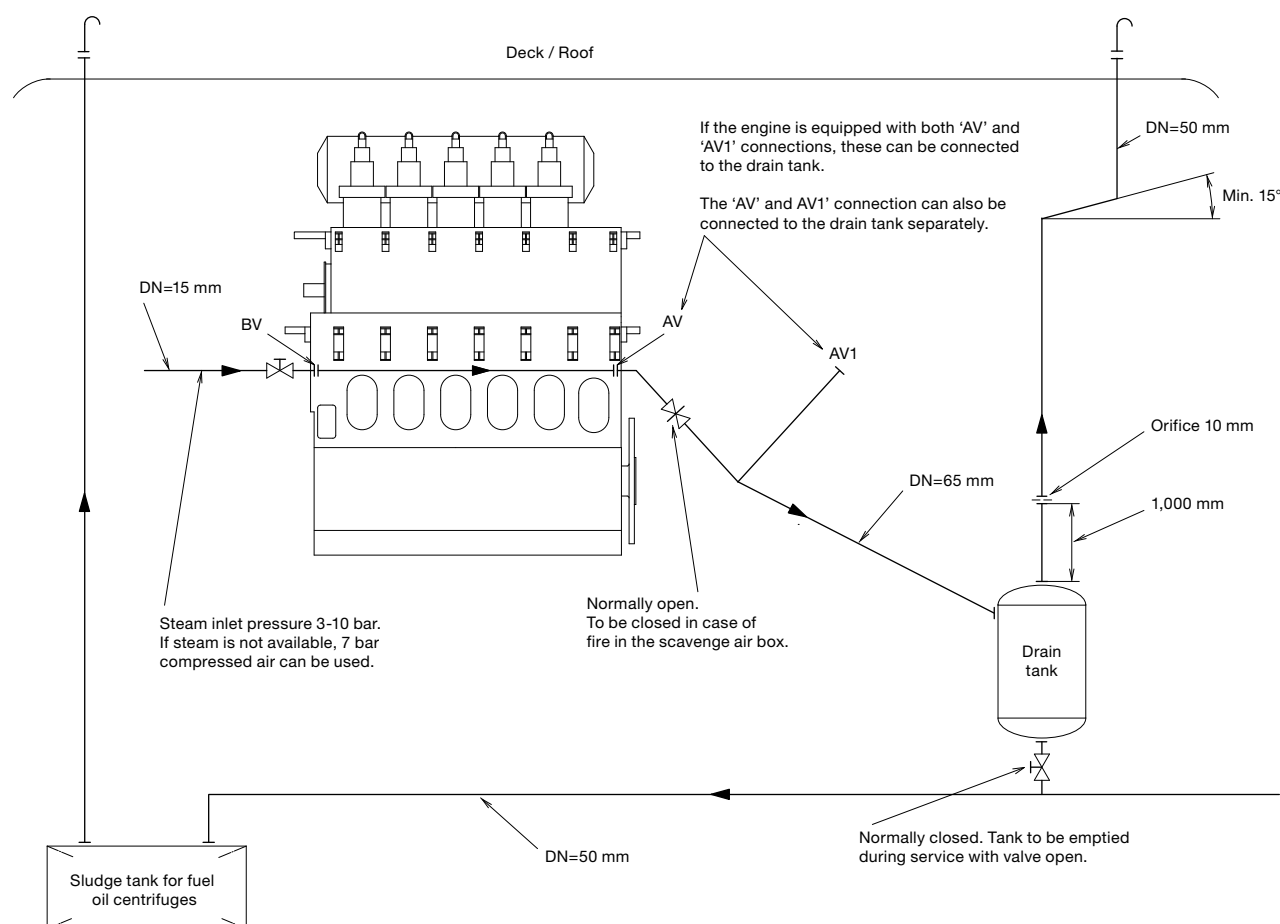 Deck / Roof
If the engine is equipped with both ‘AV’ and
‘AV1’ connections, these can be connected
to the drain tank.
The ‘AV’ and AV1’ connection can also be
connected to the drain tank separately.
DN=50 mm
Min. 15°
DN=15 mm
BV
AV
AV1
Orifice 10 mm
DN=65 mm
1,000 mm
Steam inlet pressure 3-10 bar.
If steam is not available, 7 bar
compressed air can be used.
Normally open.
To be closed in case of
fire in the scavenge air box.
Drain
tank
Normally closed. Tank to be emptied
during service with valve open.
DN=50 mm
Sludge tank for fuel
oil centrifuges